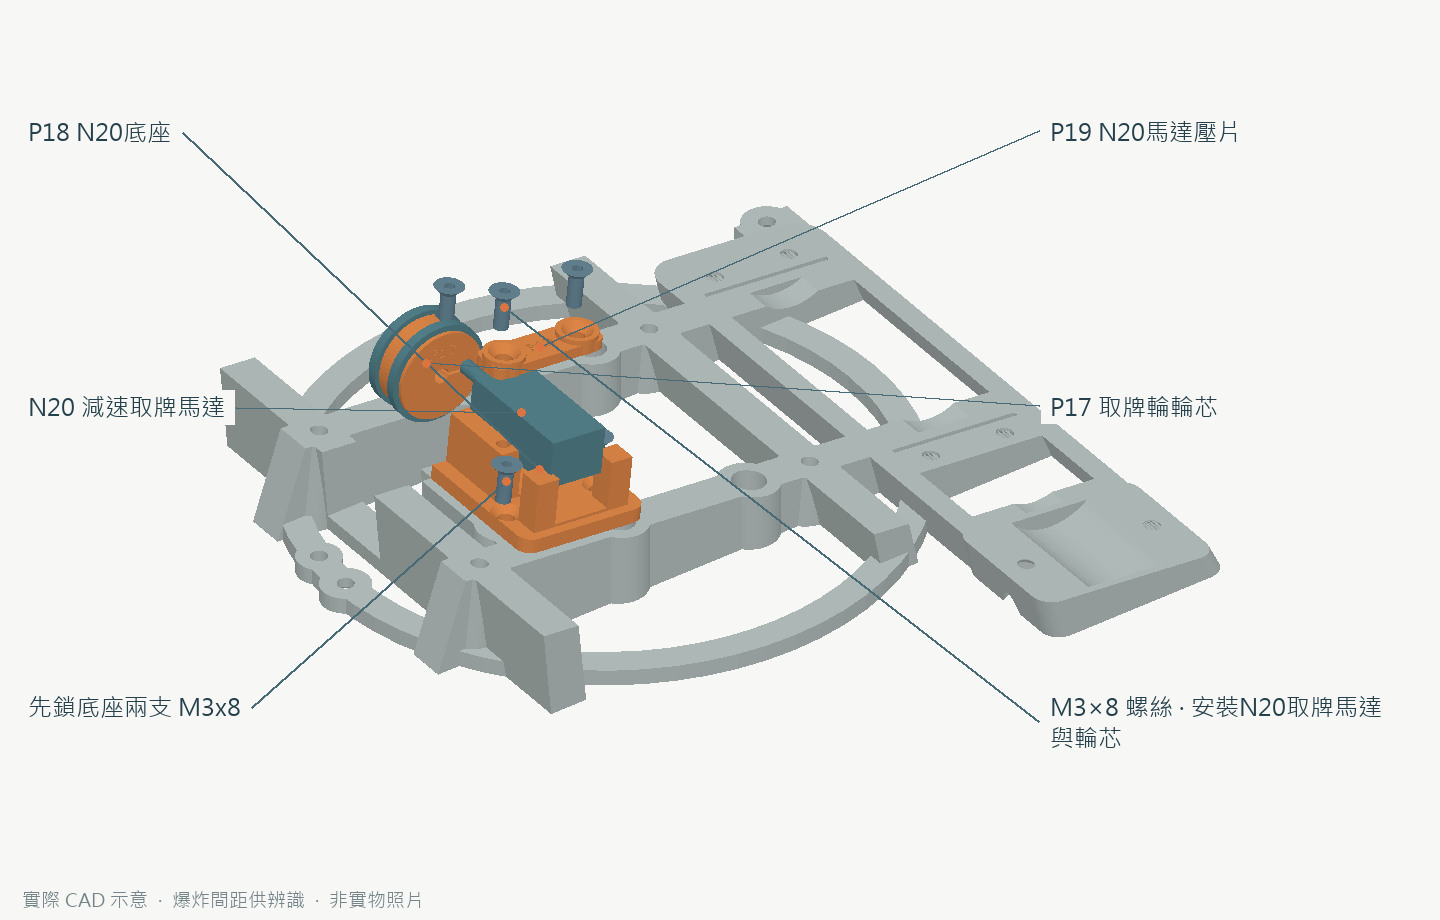 P18 N20底座
P19 N20馬達壓片
N20 減速取牌馬達
P17 取牌輪輪芯
先鎖底座兩支 M3x8
M3×8 螺絲 · 安裝N20取牌馬達
與輪芯
實際 CAD 示意 · 爆炸間距供辨識 · 非實物照片